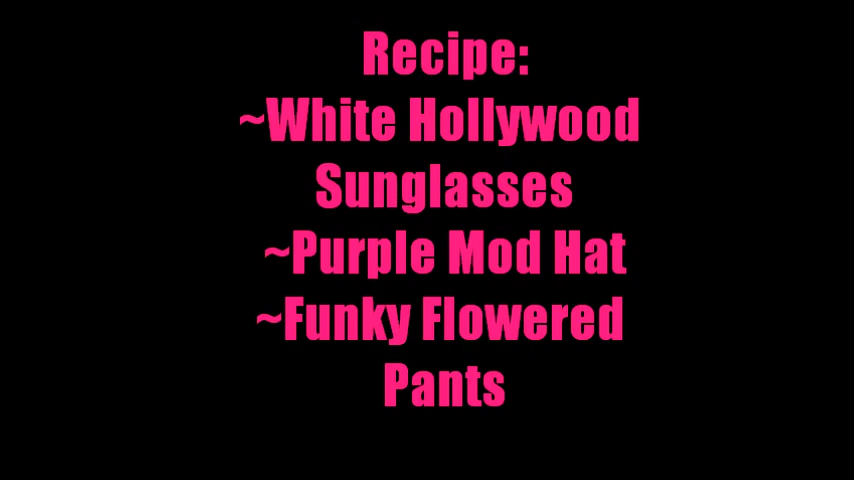 Recipe:
~White Hollywood
Sunglasses
~Purple Mod Hat
~Funky Flowered
Pants